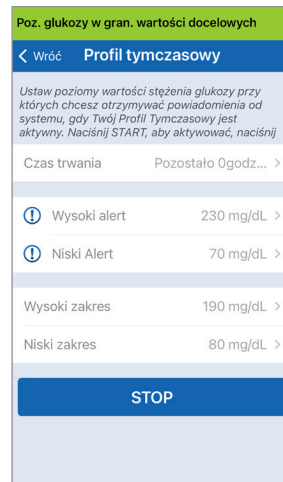 Poz. glukozy w gran. wartości docelowych
Wróć Profil tymczasowy
Ustaw poziomy wartości stężenia glukozy przy
których chcesz otrzymywać powiadomienia od
systemu, gdy Twój Profil Tymczasowy jest
aktywny. Naciśnij START, aby aktywować, naciśnij
Czas trwania Pozostało 0godz...
Wysoki alert 230 mg/dL
Niski Alert 70 mg/dL
Wysoki zakres 190 mg/dL
Niski zakres 80 mg/dL
STOP